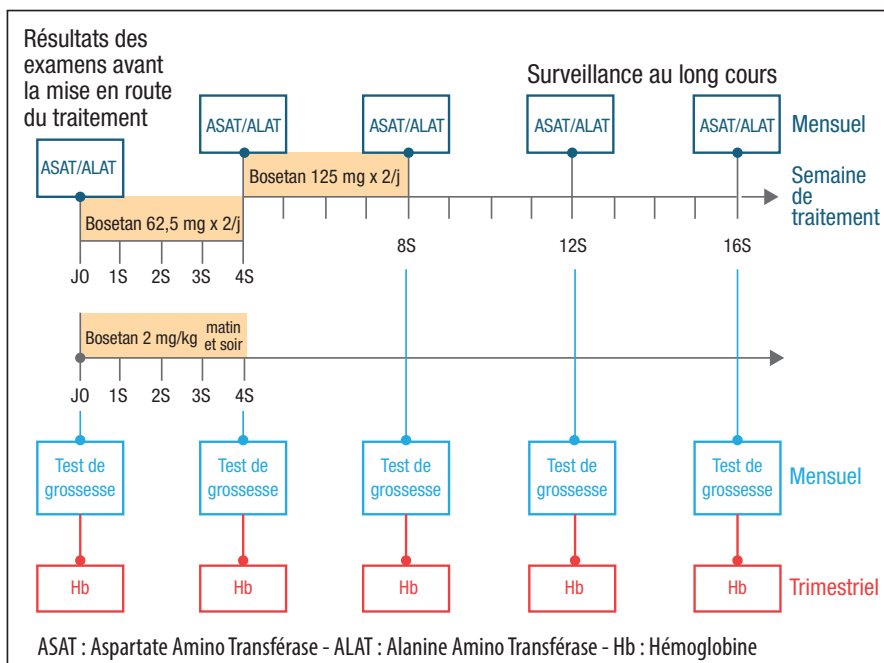 Résultats des
examens avant
la mise en route
du traitement
Surveillance au long cours
ASAT/ALAT
ASAT/ALAT
ASAT/ALAT
ASAT/ALAT
ASAT/ALAT
Mensuel
Bosetan 125 mg x 2/j
Semaine
de
traitement
Bosetan 62,5 mg x 2/j
J0
1S
2S
3S
4S
8S
12S
16S
Bosetan 2 mg/kg matin
et soir
J0
1S
2S
3S
4S
Test de
grossesse
Test de
grossesse
Test de
grossesse
Test de
grossesse
Test de
grossesse
Mensuel
Hb
Hb
Hb
Hb
Hb
Trimestriel
ASAT : Aspartate Amino Transférase - ALAT : Alanine Amino Transférase - Hb : Hémoglobine